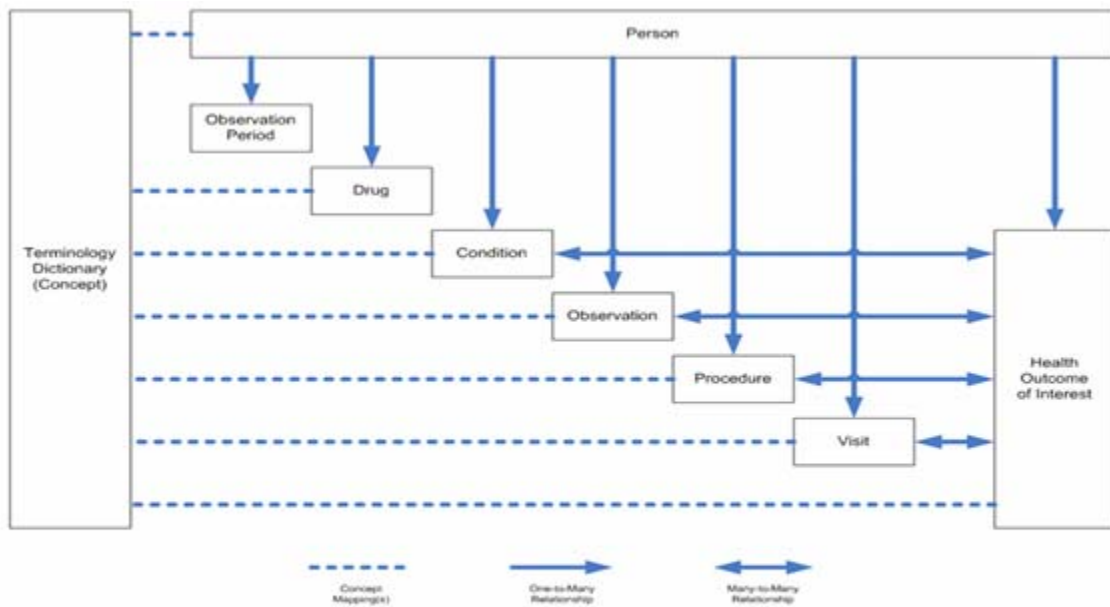 Person
Observation
Period
Drug
Terminology
Dictionary
(Concept)
Condition
Observation
Health
Outcome
of Interest
Procedure
Visit
Concept
Mapping(s)
One-to-Many
Relationship
Many-to-Many
Relationship